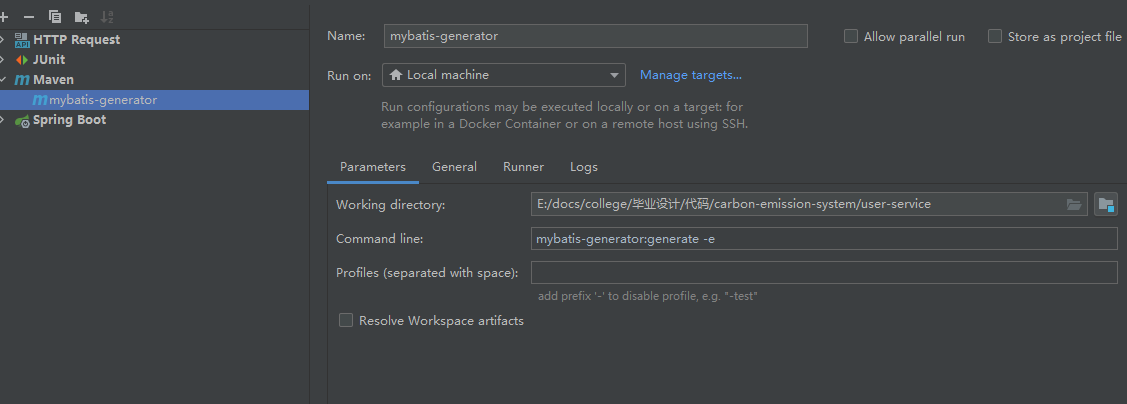 HTTP Request
JUnit
Maven
mybatis-generator
Spring Boot
Name: mybatis-generator Allow parallel run Store as project file
Run on: Local machine Manage targets...
Run configurations may be executed locally or on a target: for
example in a Docker Container or on a remote host using SSH.
Parameters General Runner Logs
Working directory: E:/docs/college/毕业设计/代码/carbon-emission-system/user-service
Command line: mybatis-generator:generate -e
Profiles (separated with space):
add prefix '-' to disable profile, e.g. "-test"
Resolve Workspace artifacts